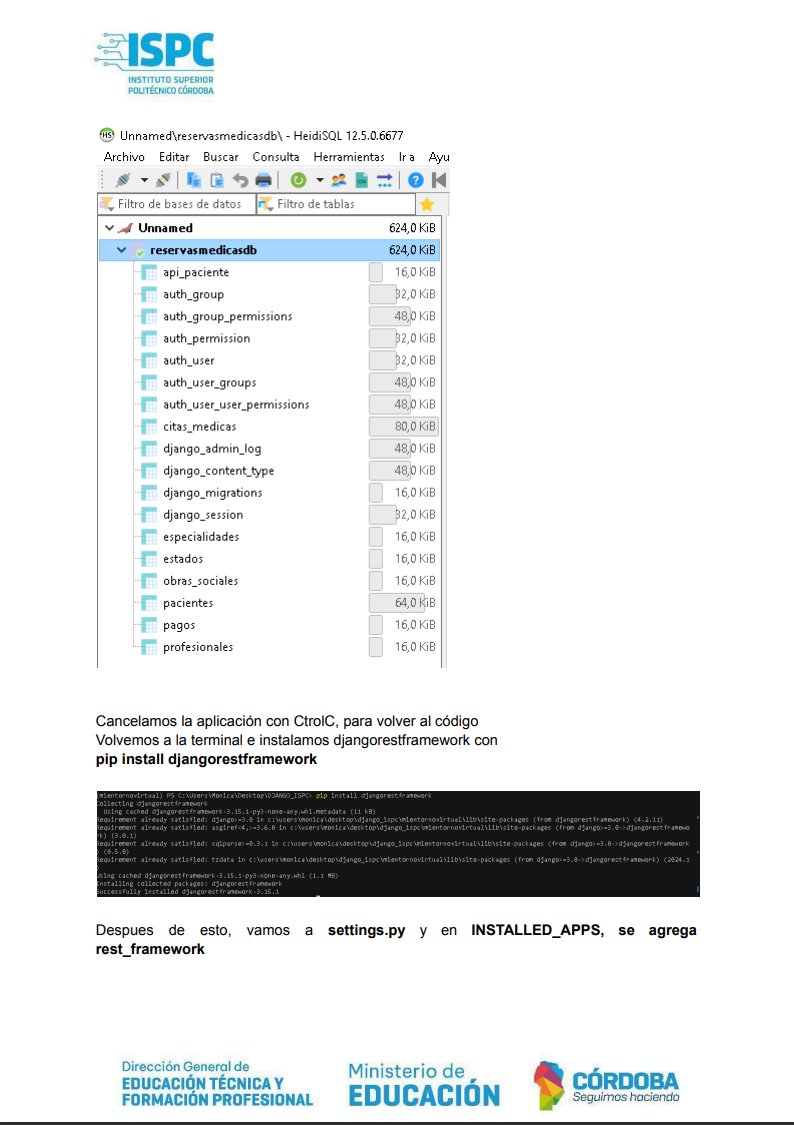 ISPC
INSTITUTO SUPERIOR
POLITÉCNICO CÓRDOBA
Unnamed\reservasmedicasdb\ - HeidiSQL 12.5.0.6677
Archivo Editar Buscar Consulta Herramientas Ir a Ayu
Filtro de bases de datos Filtro de tablas
Unnamed 624,0 KiB
reservasmedicasdb 624,0 KiB
api_paciente 16,0 KiB
auth_group 32,0 KiB
auth_group_permissions 48,0 KiB
auth_permission 32,0 KiB
auth_user 32,0 KiB
auth_user_groups 48,0 KiB
auth_user_user_permissions 48,0 KiB
citas_medicas 80,0 KiB
django_admin_log 48,0 KiB
django_content_type 48,0 KiB
django_migrations 16,0 KiB
django_session 32,0 KiB
especialidades 16,0 KiB
estados 16,0 KiB
obras_sociales 16,0 KiB
pacientes 64,0 KiB
pagos 16,0 KiB
profesionales 16,0 KiB
Cancelamos la aplicación con CtrolC, para volver al código
Volvemos a la terminal e instalamos djangorestframework con
pip install djangorestframework
(mientornovirtual) PS C:\Users\Monica\Desktop\DJANGO_ISPC> pip install djangorestframework
Collecting djangorestframework
Using cached djangorestframework-3.15.1-py3-none-any.whl.metadata (11 kB)
Requirement already satisfied: django>=3.0 in c:\users\monica\desktop\django_ispc\mientornovirtual\lib\site-packages (from djangorestframework) (4.2.11)
Requirement already satisfied: asgiref<4,>=3.6.0 in c:\users\monica\desktop\django_ispc\mientornovirtual\lib\site-packages (from django>=3.0->djangorestframewo
rk) (3.8.1)
Requirement already satisfied: sqlparse>=0.3.1 in c:\users\monica\desktop\django_ispc\mientornovirtual\lib\site-packages (from django>=3.0->djangorestframework
) (0.5.0)
Requirement already satisfied: tzdata in c:\users\monica\desktop\django_ispc\mientornovirtual\lib\site-packages (from django>=3.0->djangorestframework) (2024.1
)
Using cached djangorestframework-3.15.1-py3-none-any.whl (1.1 MB)
Installing collected packages: djangorestframework
Successfully installed djangorestframework-3.15.1
Despues de esto, vamos a settings.py y en INSTALLED_APPS, se agrega
rest_framework
Dirección General de
EDUCACIÓN TÉCNICA Y
FORMACIÓN PROFESIONAL
Ministerio de
EDUCACIÓN
CÓRDOBA
Seguimos haciendo